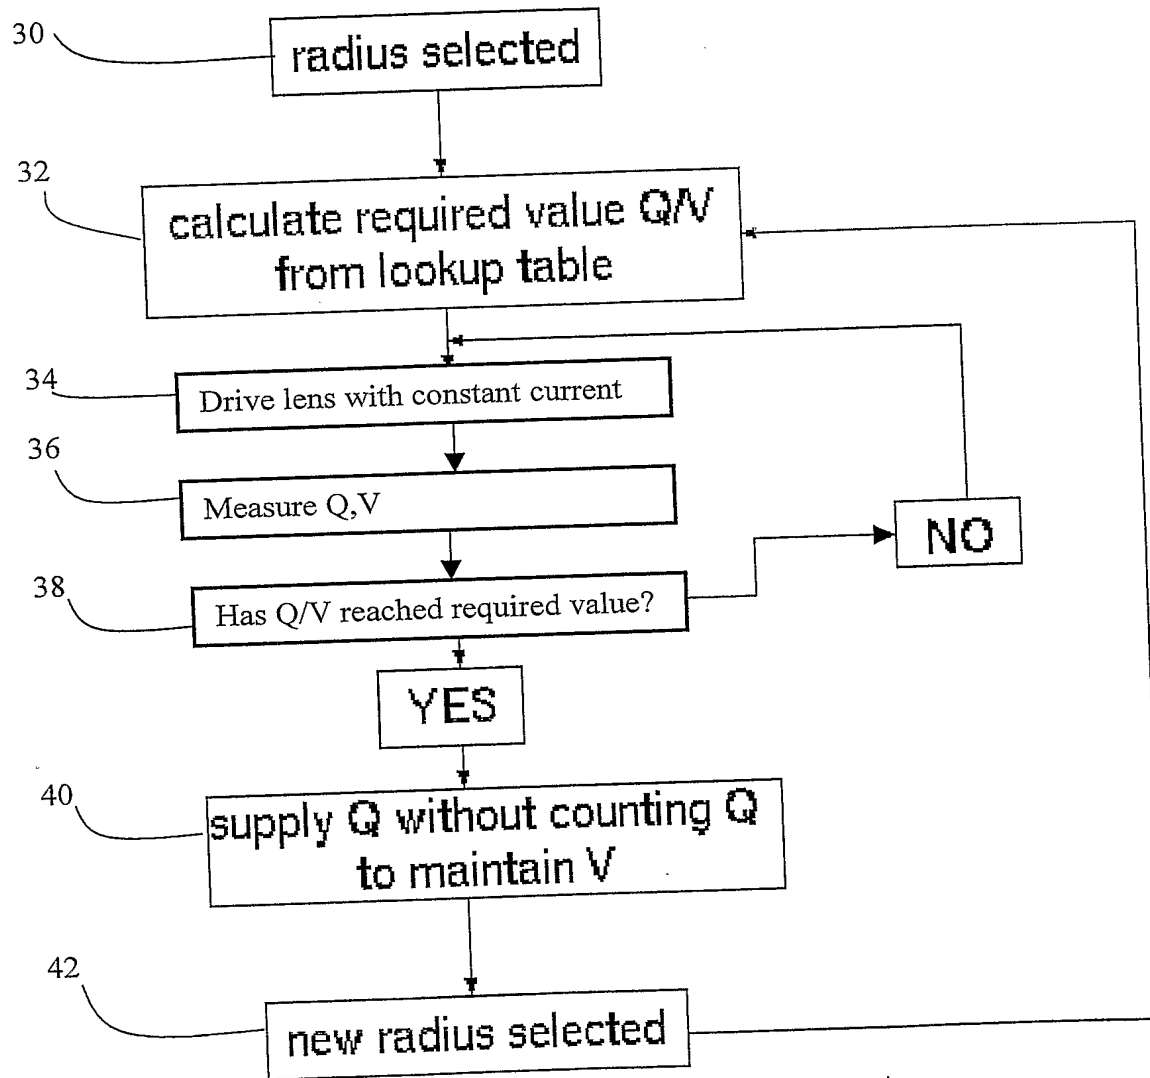 30
radius selected
32
calculate required value Q/V
from lookup table
34
Drive lens with constant current
36
Measure Q,V
NO
38
Has Q/V reached required value?
YES
40
supply Q without counting Q
to maintain V
42
new radius selected